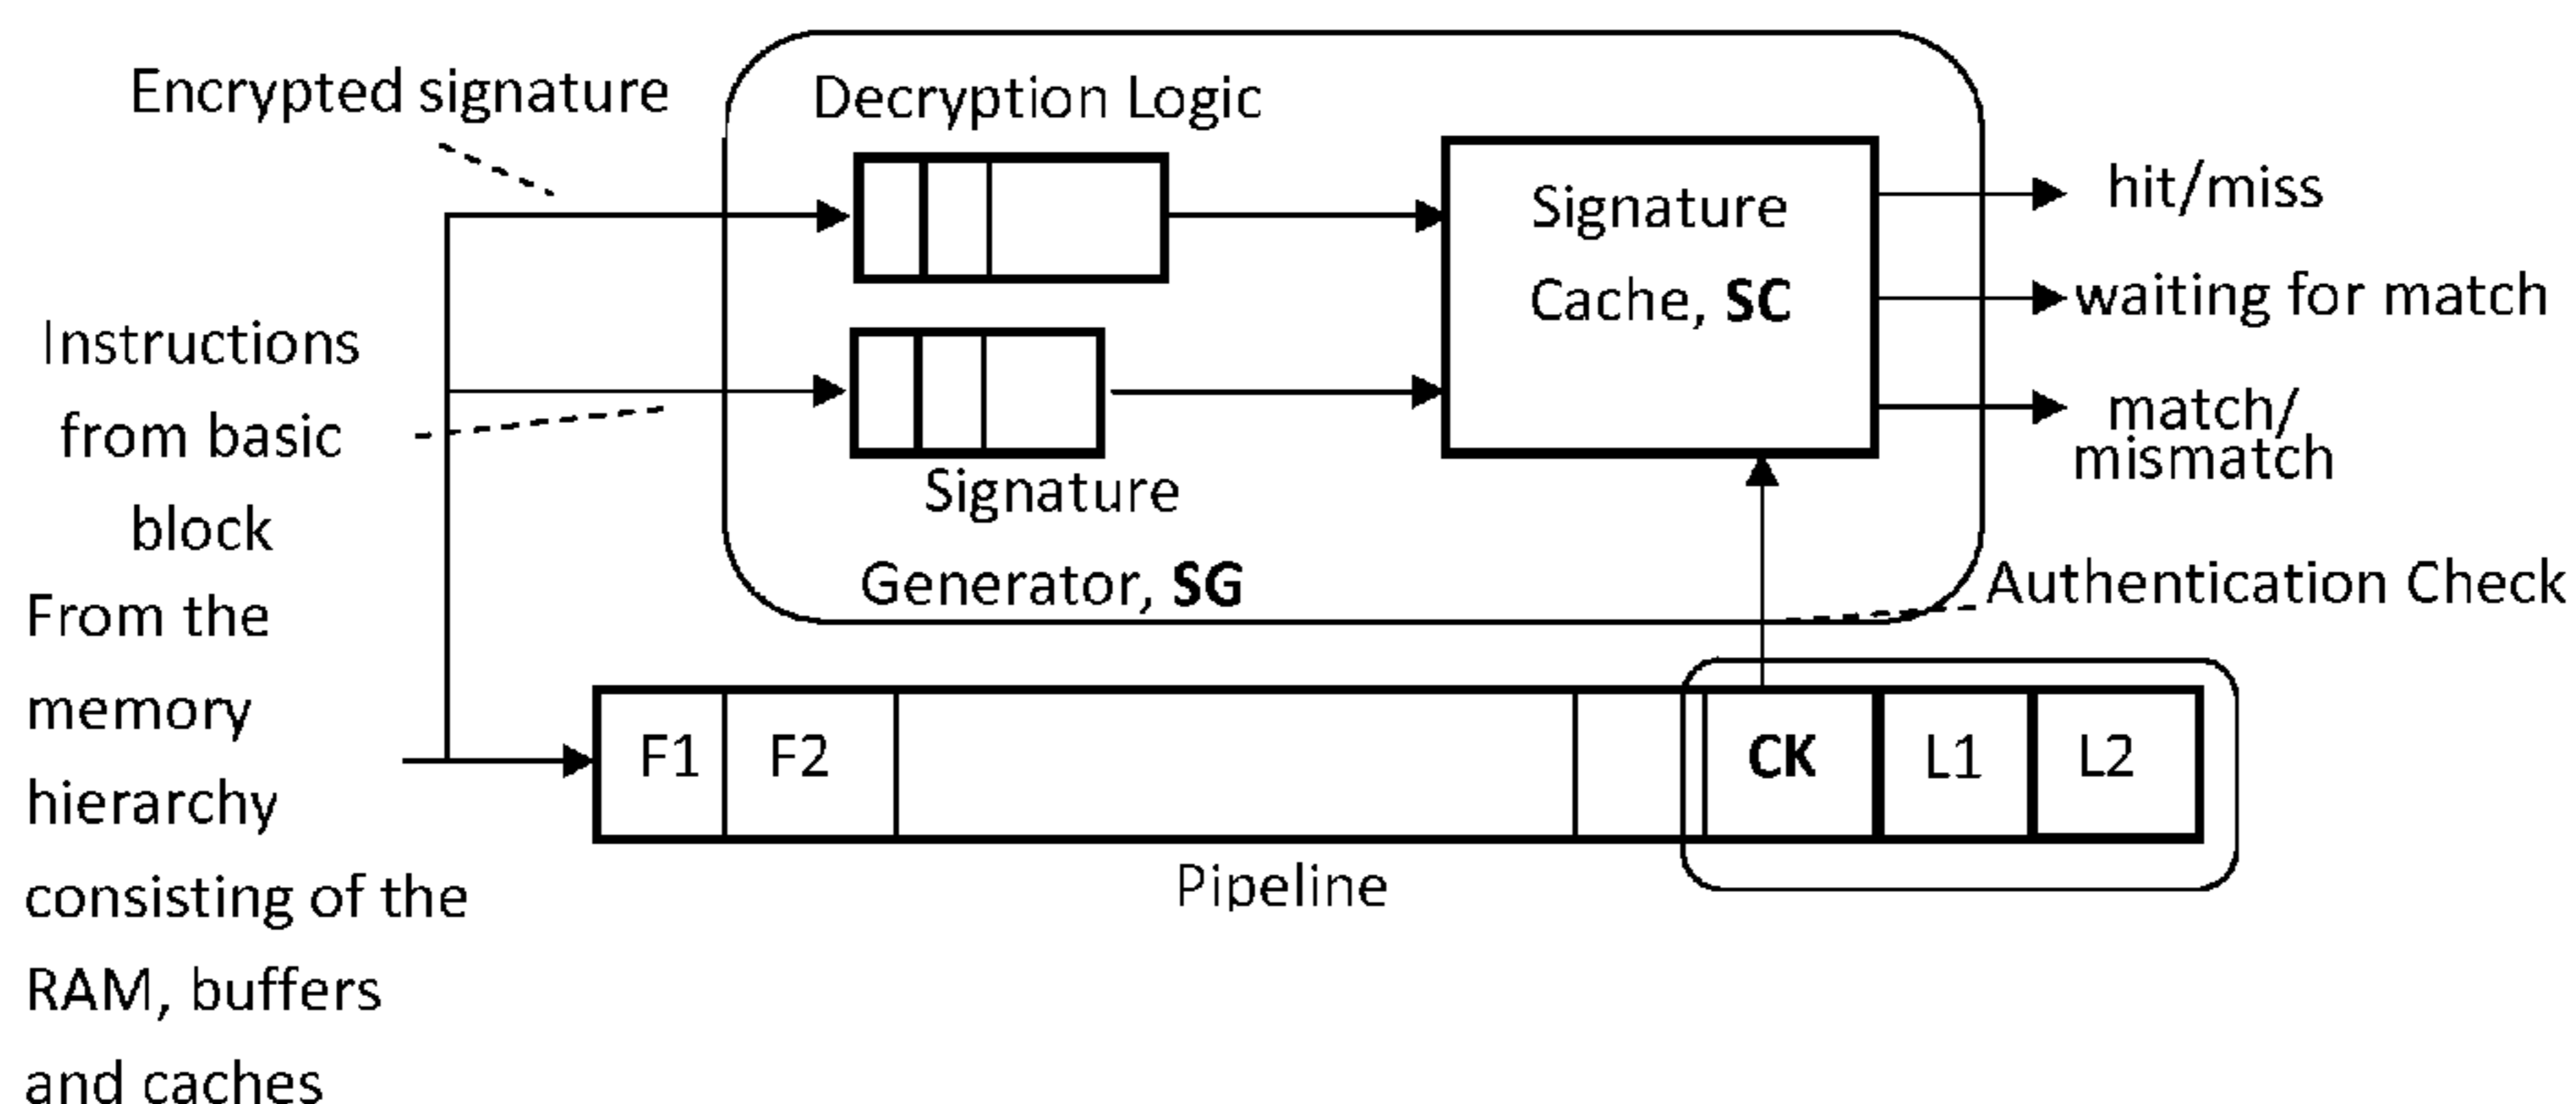 Encrypted signature
Decryption Logic
Signature
Cache, SC
hit/miss
waiting for match
match/
mismatch
Instructions
from basic
block
Signature
Generator, SG
Authentication Check
From the
memory
hierarchy
consisting of the
RAM, buffers
and caches
F1
F2
CK
L1
L2
Pipeline